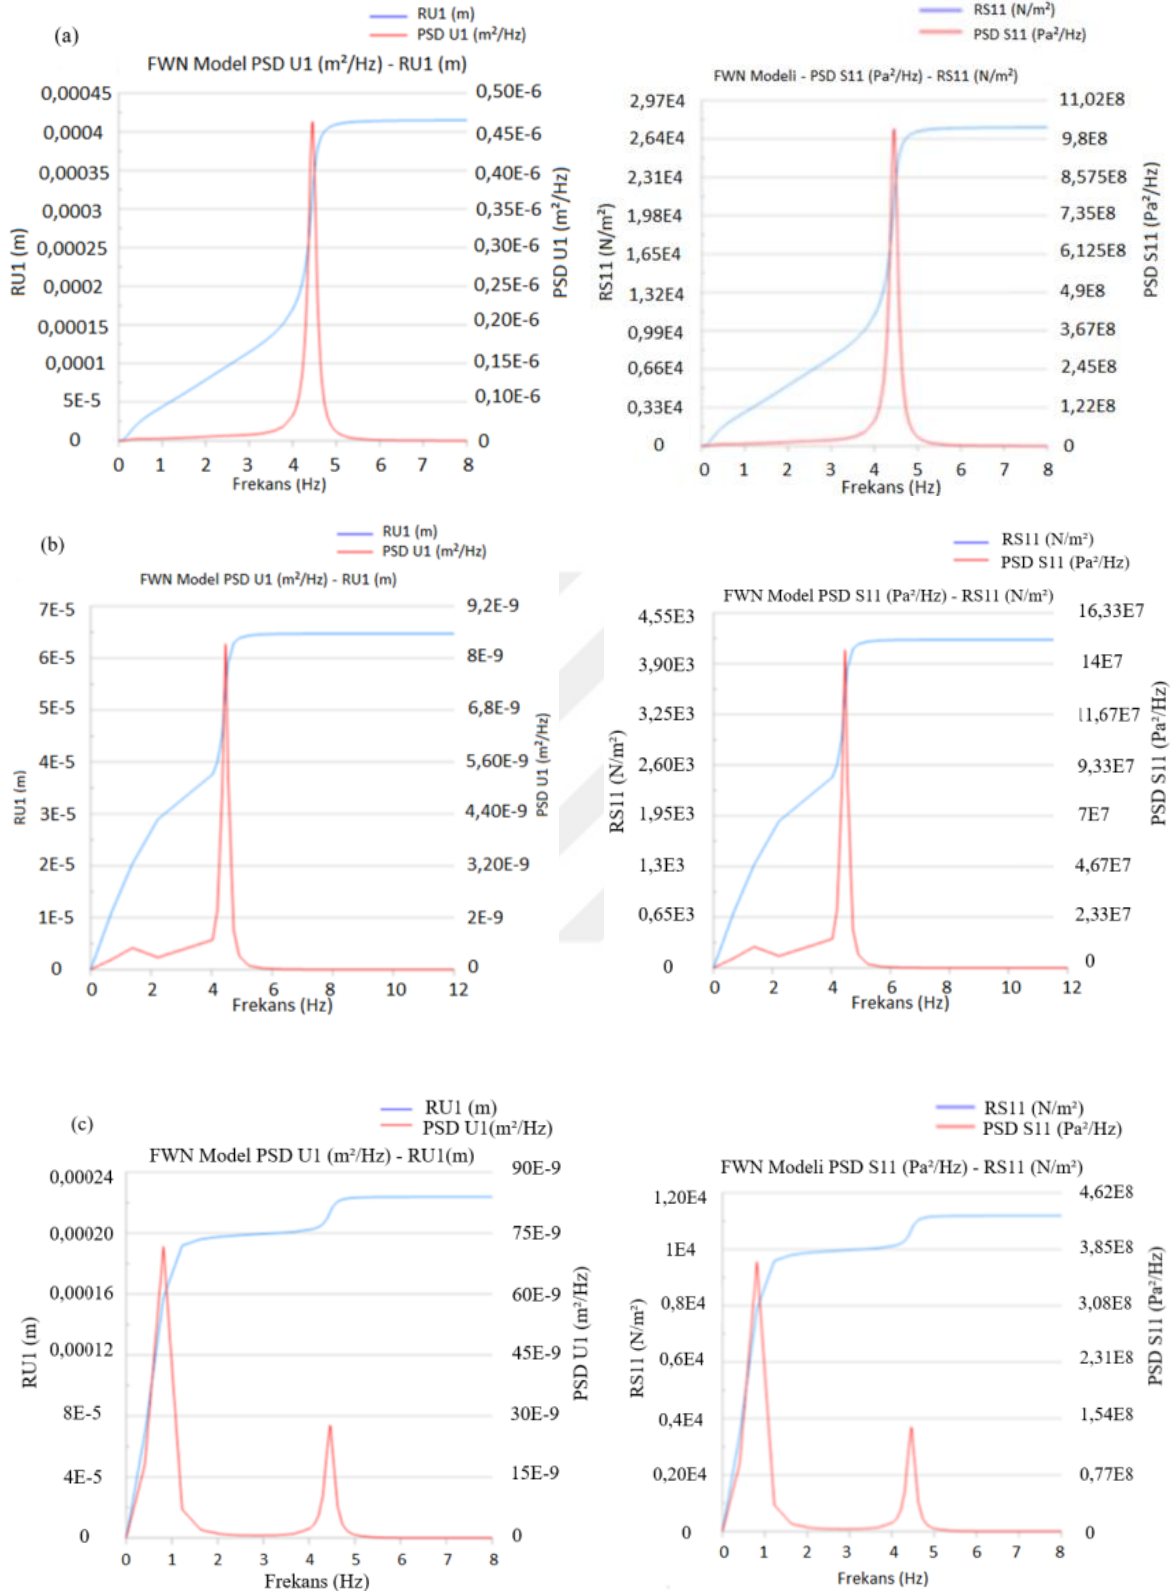 (a)
RU1 (m)
PSD U1 (m²/Hz)
FWN Model PSD U1 (m²/Hz) - RU1 (m)
0,00045
0,0004
0,00035
0,0003
0,00025
0,0002
0,00015
0,0001
5E-5
0
RU1 (m)
0,50E-6
0,45E-6
0,40E-6
0,35E-6
0,30E-6
0,25E-6
0,20E-6
0,15E-6
0,10E-6
0
PSD U1 (m²/Hz)
0 1 2 3 4 5 6 7 8
Frekans (Hz)
RS11 (N/m²)
PSD S11 (Pa²/Hz)
FWN Modeli - PSD S11 (Pa²/Hz) - RS11 (N/m²)
2,97E4
2,64E4
2,31E4
1,98E4
1,65E4
1,32E4
0,99E4
0,66E4
0,33E4
0
RS11 (N/m²)
11,02E8
9,8E8
8,575E8
7,35E8
6,125E8
4,9E8
3,67E8
2,45E8
1,22E8
0
PSD S11 (Pa²/Hz)
0 1 2 3 4 5 6 7 8
Frekans (Hz)
(b)
RU1 (m)
PSD U1 (m²/Hz)
FWN Model PSD U1 (m²/Hz) - RU1 (m)
7E-5
6E-5
5E-5
4E-5
3E-5
2E-5
1E-5
0
RU1 (m)
9,2E-9
8E-9
6,8E-9
5,60E-9
4,40E-9
3,20E-9
2E-9
0
PSD U1 (m²/Hz)
0 2 4 6 8 10 12
Frekans (Hz)
RS11 (N/m²)
PSD S11 (Pa²/Hz)
FWN Model PSD S11 (Pa²/Hz) - RS11 (N/m²)
4,55E3
3,90E3
3,25E3
2,60E3
1,95E3
1,3E3
0,65E3
0
RS11 (N/m²)
16,33E7
14E7
11,67E7
9,33E7
7E7
4,67E7
2,33E7
0
PSD S11 (Pa²/Hz)
0 2 4 6 8 10 12
Frekans (Hz)
(c)
RU1 (m)
PSD U1(m²/Hz)
FWN Model PSD U1 (m²/Hz) - RU1(m)
0,00024
0,00020
0,00016
0,00012
8E-5
4E-5
0
RU1 (m)
90E-9
75E-9
60E-9
45E-9
30E-9
15E-9
0
PSD U1 (m²/Hz)
0 1 2 3 4 5 6 7 8
Frekans (Hz)
RS11 (N/m²)
PSD S11 (Pa²/Hz)
FWN Modeli PSD S11 (Pa²/Hz) - RS11 (N/m²)
1,20E4
1E4
0,8E4
0,6E4
0,4E4
0,20E4
0
RS11 (N/m²)
4,62E8
3,85E8
3,08E8
2,31E8
1,54E8
0,77E8
0
PSD S11 (Pa²/Hz)
0 1 2 3 4 5 6 7 8
Frekans (Hz)